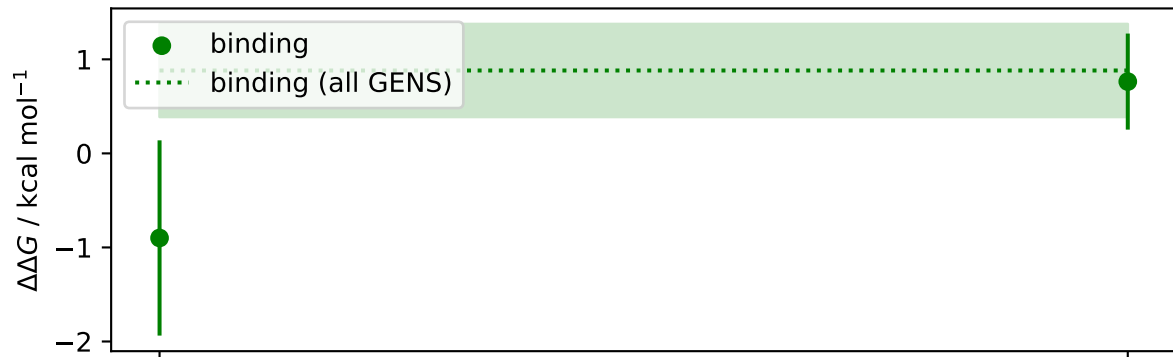 binding
binding (all GENS)
1
0
−1
−2
ΔΔG / kcal mol⁻¹